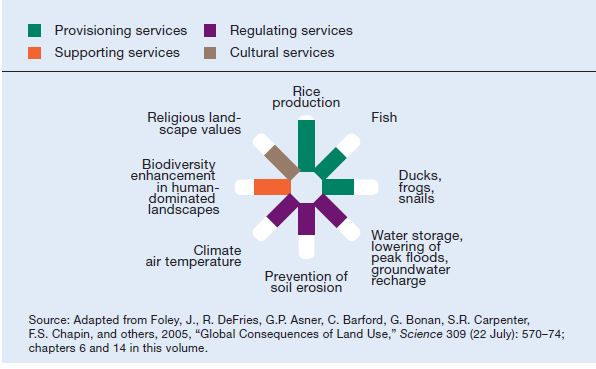 Provisioning services
Regulating services
Supporting services
Cultural services
Rice
production
Religious land-
scape values
Fish
Biodiversity
enhancement
in human-
dominated
landscapes
Ducks,
frogs,
snails
Climate
air temperature
Water storage,
lowering of
peak floods,
groundwater
recharge
Prevention of
soil erosion
Source: Adapted from Foley, J., R. DeFries, G.P. Asner, C. Barford, G. Bonan, S.R. Carpenter,
F.S. Chapin, and others, 2005, “Global Consequences of Land Use,” Science 309 (22 July): 570–74;
chapters 6 and 14 in this volume.